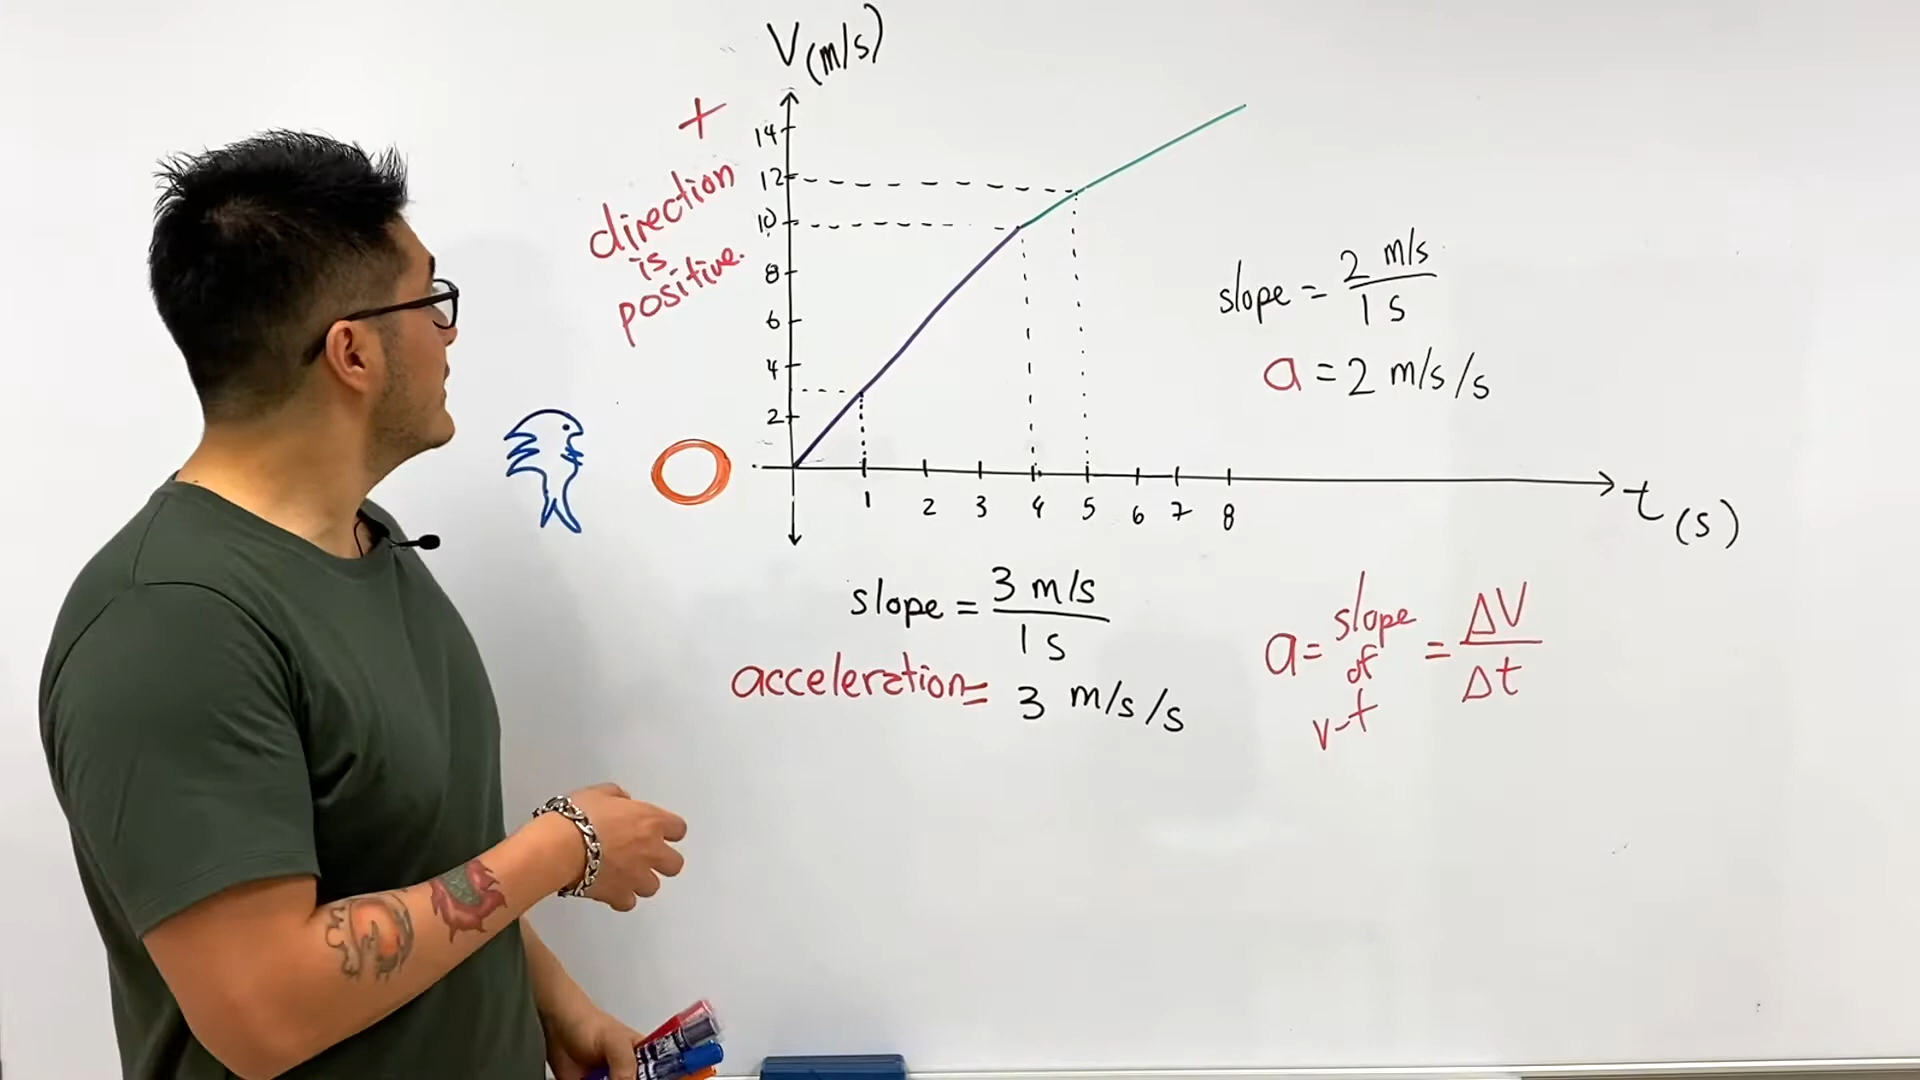 V(m/s)
+
direction
is
positive.
14
12
10
8
6
4
2
1 2 3 4 5 6 7 8
t(s)
slope = 2 m/s / 1 s
a = 2 m/s/s
slope = 3 m/s / 1 s
acceleration = 3 m/s/s
a = slope of v-t = ΔV / Δt